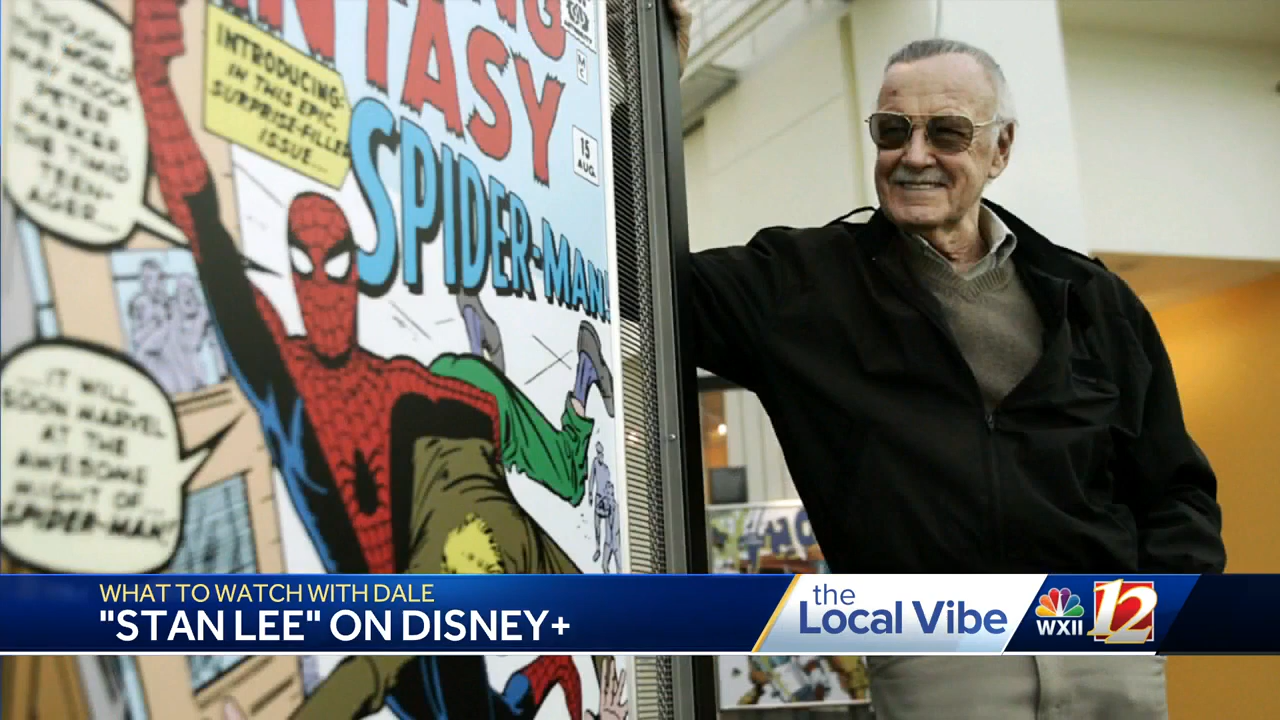 FANTASY
15
AUG.
INTRODUCING:
IN THIS EPIC,
SURPRISE-FILLED
ISSUE...
SPIDER-MAN!
THOUGH
THE WORLD
MAY MOCK
PETER
PARKER,
THE TIMID
TEEN-
AGER...
...IT WILL
SOON MARVEL
AT THE
AWESOME
MIGHT OF...
SPIDER-MAN!
WHAT TO WATCH WITH DALE
"STAN LEE" ON DISNEY+
the
Local Vibe
WXII 12